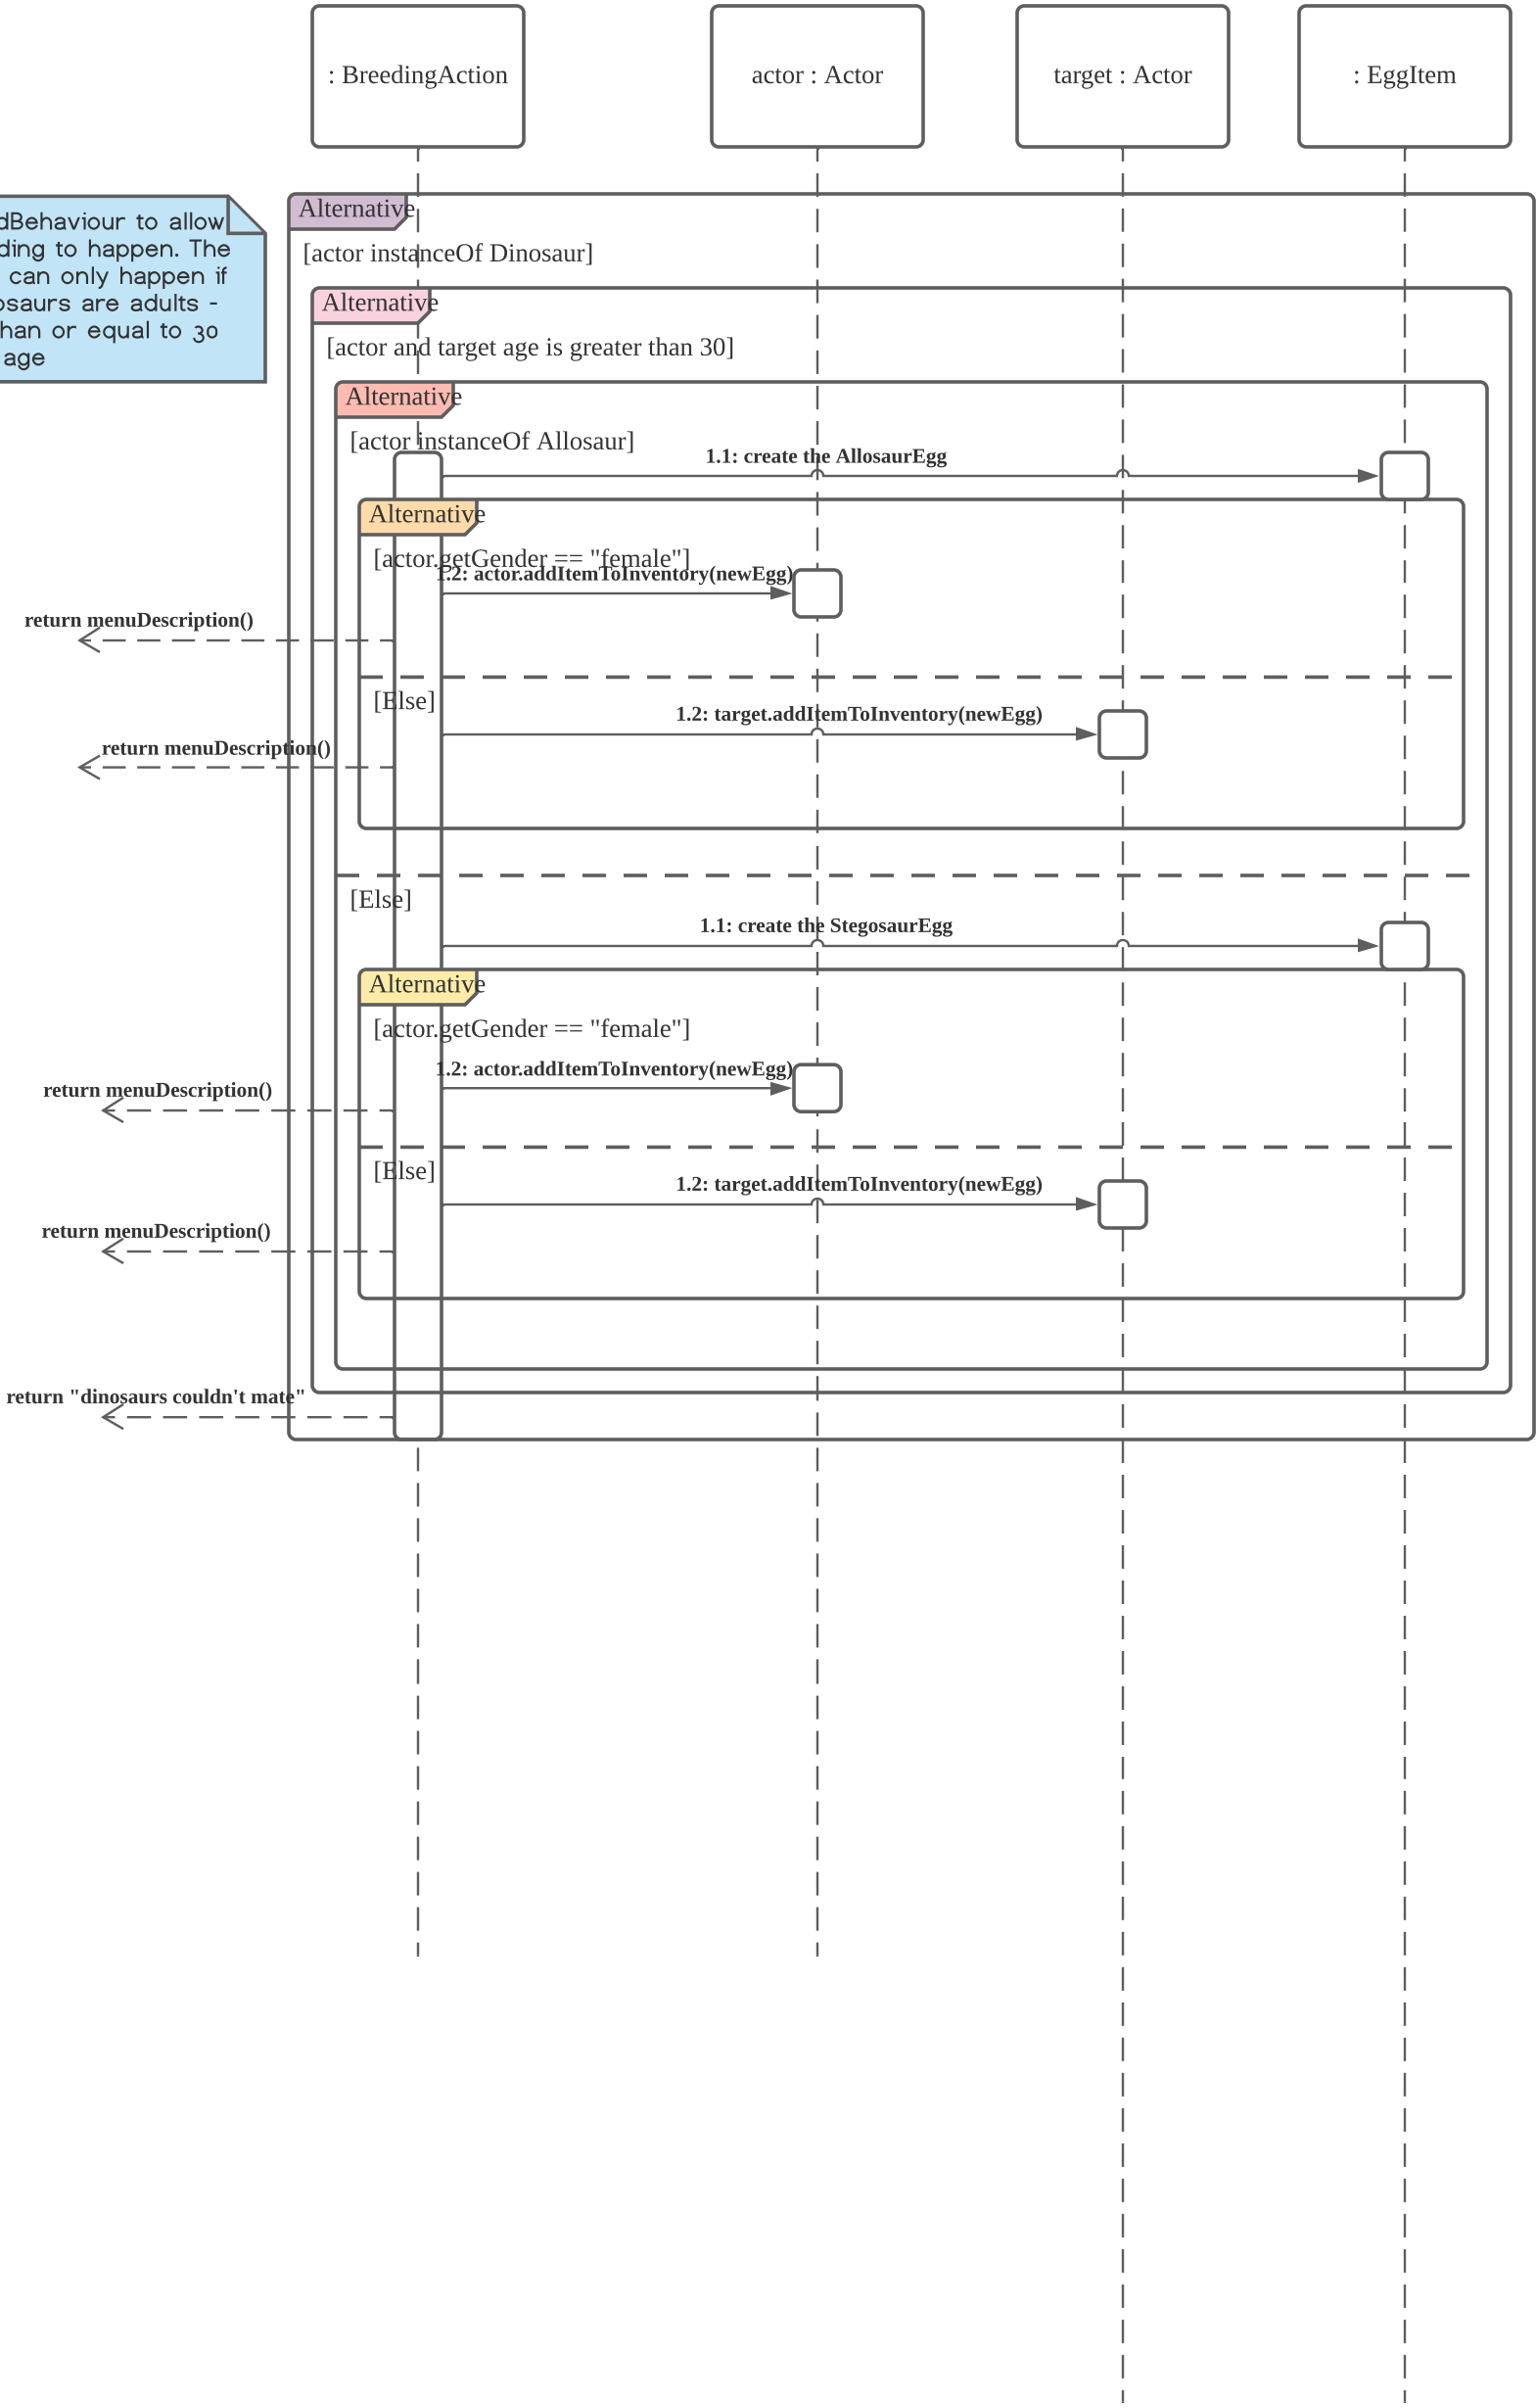 : BreedingAction
actor : Actor
target : Actor
: EggItem
dBehaviour to allow
ding to happen. The
can only happen if
osaurs are adults -
han or equal to 30
age
Alternative
[actor instanceOf Dinosaur]
Alternative
[actor and target age is greater than 30]
Alternative
[actor instanceOf Allosaur]
1.1: create the AllosaurEgg
Alternative
[actor.getGender == "female"]
1.2: actor.addItemToInventory(newEgg)
return menuDescription()
[Else]
1.2: target.addItemToInventory(newEgg)
return menuDescription()
[Else]
1.1: create the StegosaurEgg
Alternative
[actor.getGender == "female"]
1.2: actor.addItemToInventory(newEgg)
return menuDescription()
[Else]
1.2: target.addItemToInventory(newEgg)
return menuDescription()
return "dinosaurs couldn't mate"